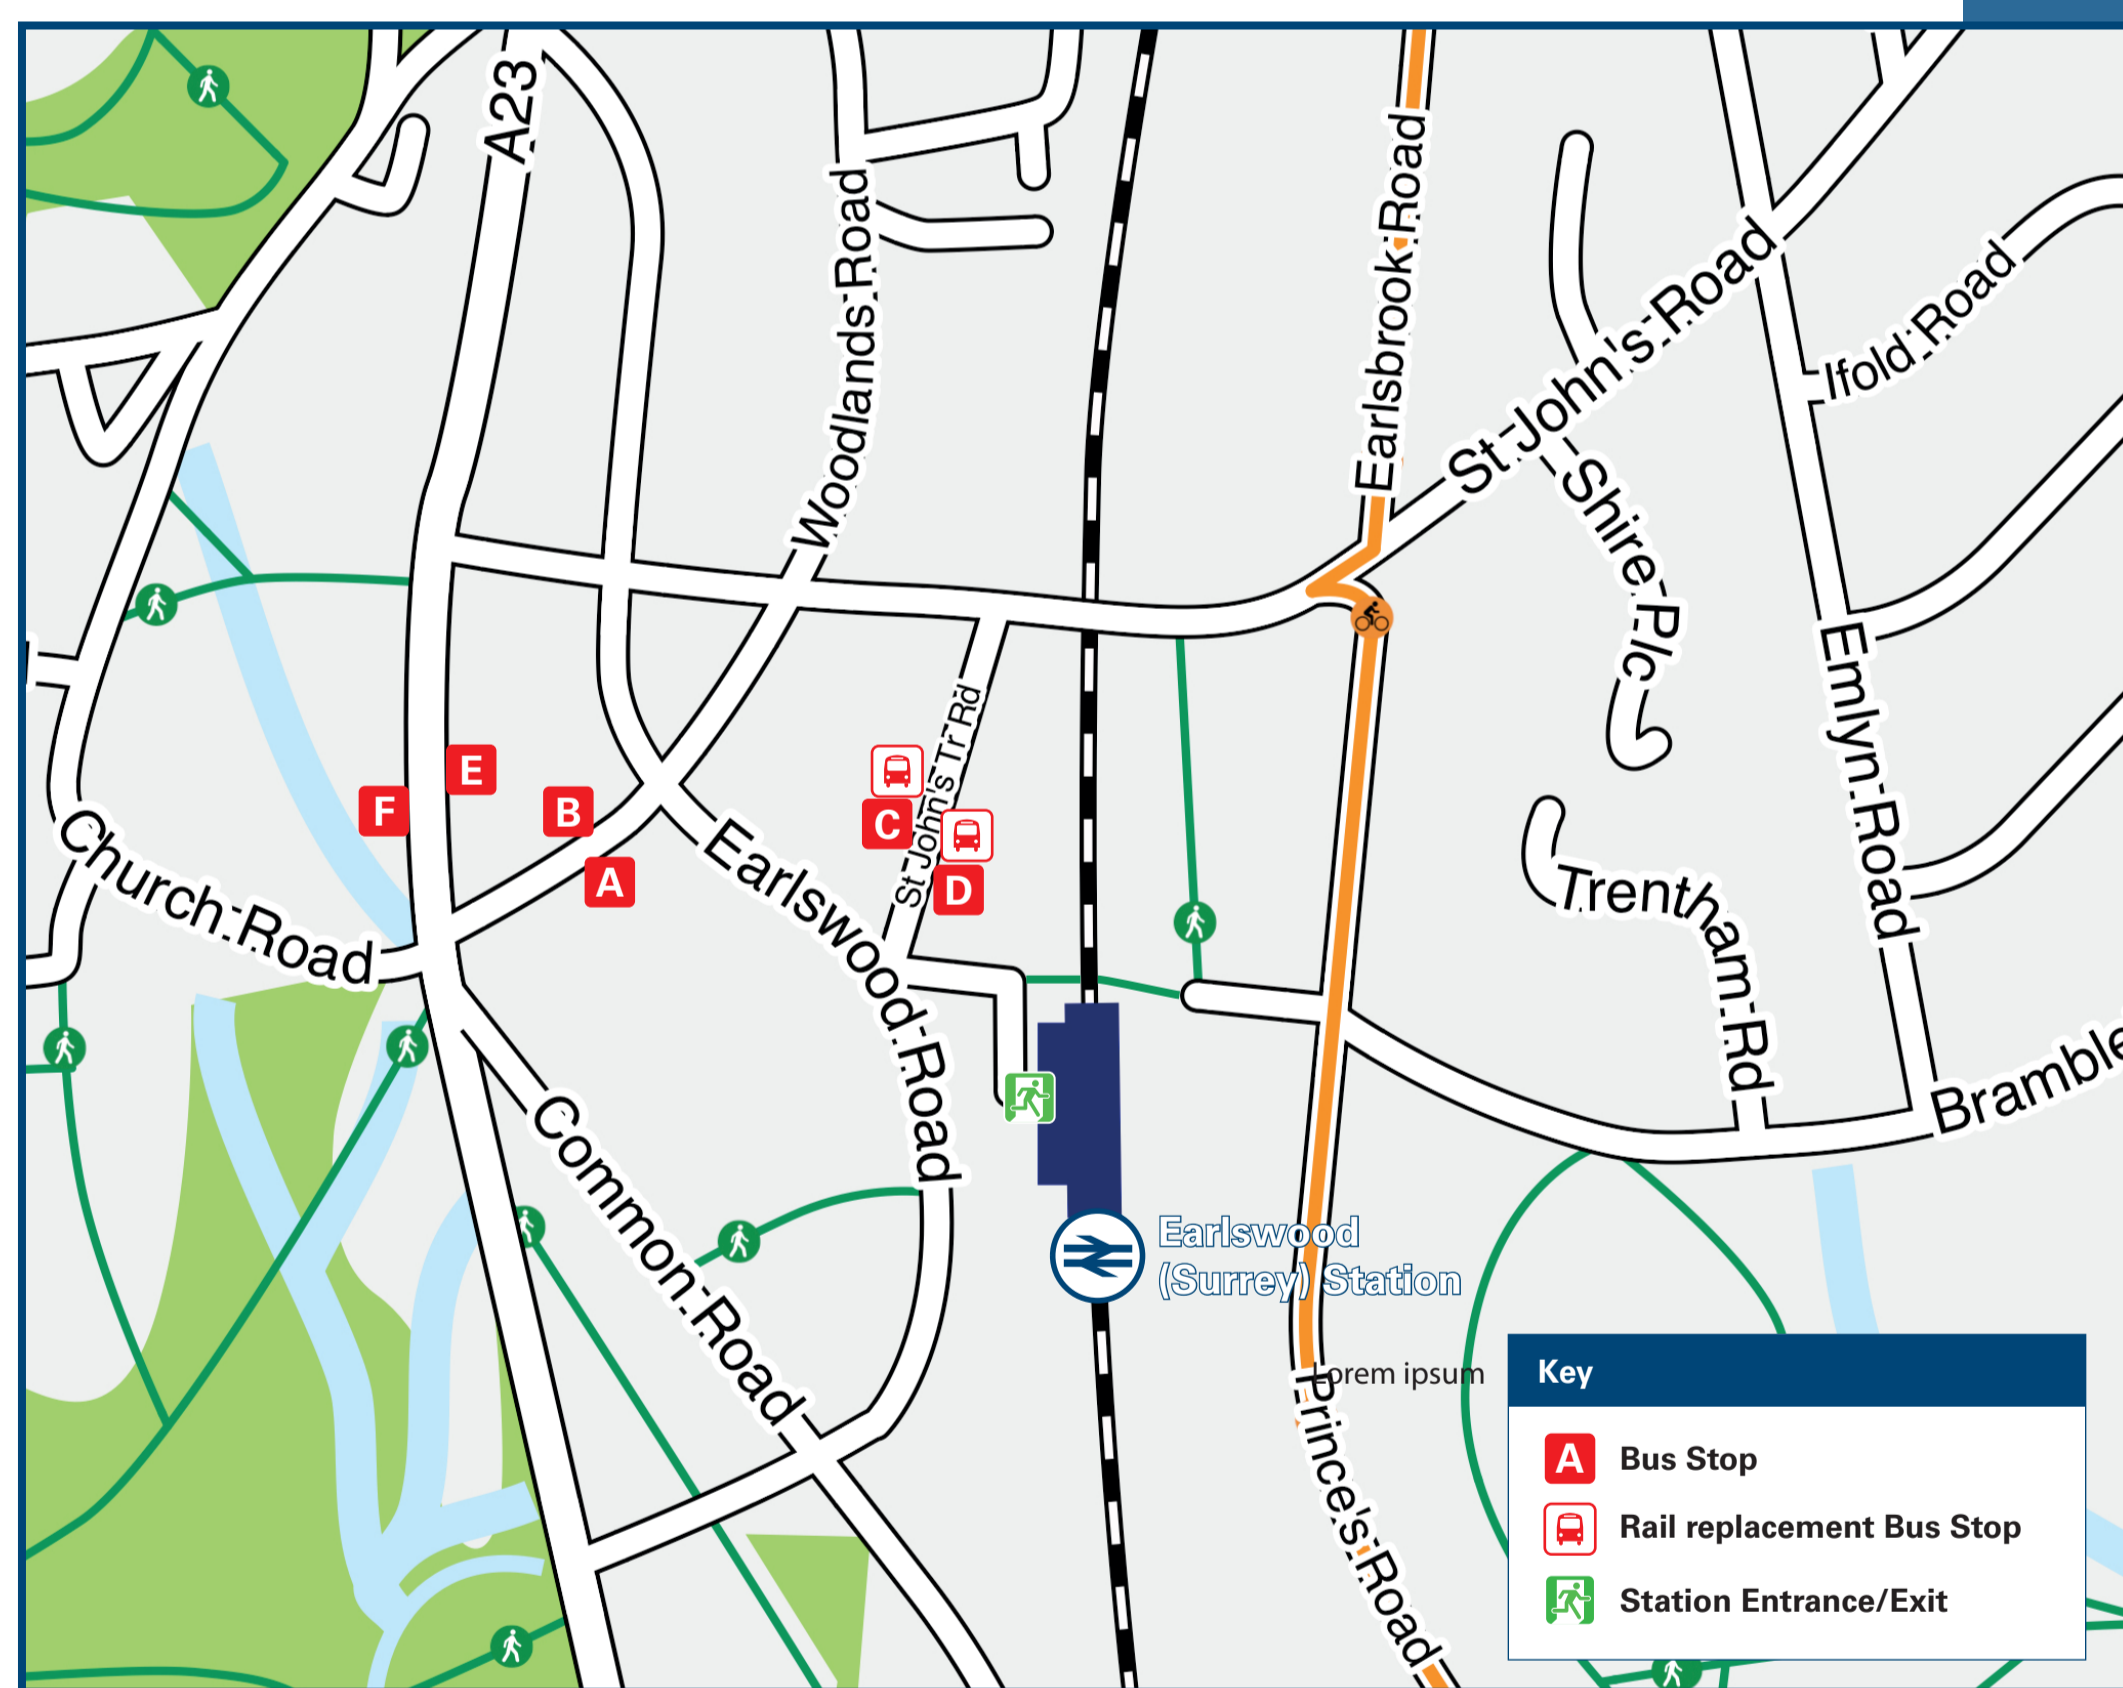 A23
Woodlands Road
Earlsbrook Road
St John's Road
Ifold Road
Shire Plc
Emlyn Road
St John's Tr Rd
E
F
B
A
C
D
Church Road
Earlswood Road
Trentham Rd
Common Road
Bramble
Earlswood
(Surrey) Station
Lorem ipsum
Prince's Road
Key
A Bus Stop
Rail replacement Bus Stop
Station Entrance/Exit